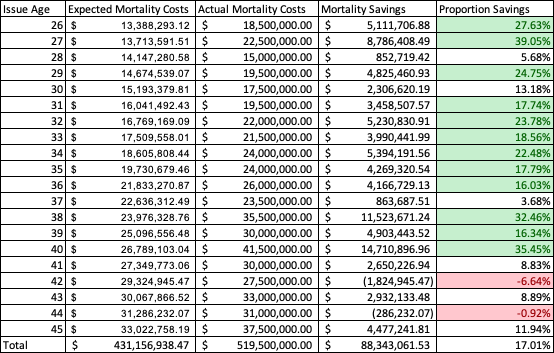 Issue Age Expected Mortality Costs Actual Mortality Costs Mortality Savings Proportion Savings
26 $ 13,388,293.12 $ 18,500,000.00 $ 5,111,706.88 27.63%
27 $ 13,713,591.51 $ 22,500,000.00 $ 8,786,408.49 39.05%
28 $ 14,147,280.58 $ 15,000,000.00 $ 852,719.42 5.68%
29 $ 14,674,539.07 $ 19,500,000.00 $ 4,825,460.93 24.75%
30 $ 15,193,379.81 $ 17,500,000.00 $ 2,306,620.19 13.18%
31 $ 16,041,492.43 $ 19,500,000.00 $ 3,458,507.57 17.74%
32 $ 16,769,169.09 $ 22,000,000.00 $ 5,230,830.91 23.78%
33 $ 17,509,558.01 $ 21,500,000.00 $ 3,990,441.99 18.56%
34 $ 18,605,808.44 $ 24,000,000.00 $ 5,394,191.56 22.48%
35 $ 19,730,679.46 $ 24,000,000.00 $ 4,269,320.54 17.79%
36 $ 21,833,270.87 $ 26,000,000.00 $ 4,166,729.13 16.03%
37 $ 22,636,312.49 $ 23,500,000.00 $ 863,687.51 3.68%
38 $ 23,976,328.76 $ 35,500,000.00 $ 11,523,671.24 32.46%
39 $ 25,096,556.48 $ 30,000,000.00 $ 4,903,443.52 16.34%
40 $ 26,789,103.04 $ 41,500,000.00 $ 14,710,896.96 35.45%
41 $ 27,349,773.06 $ 30,000,000.00 $ 2,650,226.94 8.83%
42 $ 29,324,945.47 $ 27,500,000.00 $ (1,824,945.47) -6.64%
43 $ 30,067,866.52 $ 33,000,000.00 $ 2,932,133.48 8.89%
44 $ 31,286,232.07 $ 31,000,000.00 $ (286,232.07) -0.92%
45 $ 33,022,758.19 $ 37,500,000.00 $ 4,477,241.81 11.94%
Total $ 431,156,938.47 $ 519,500,000.00 $ 88,343,061.53 17.01%